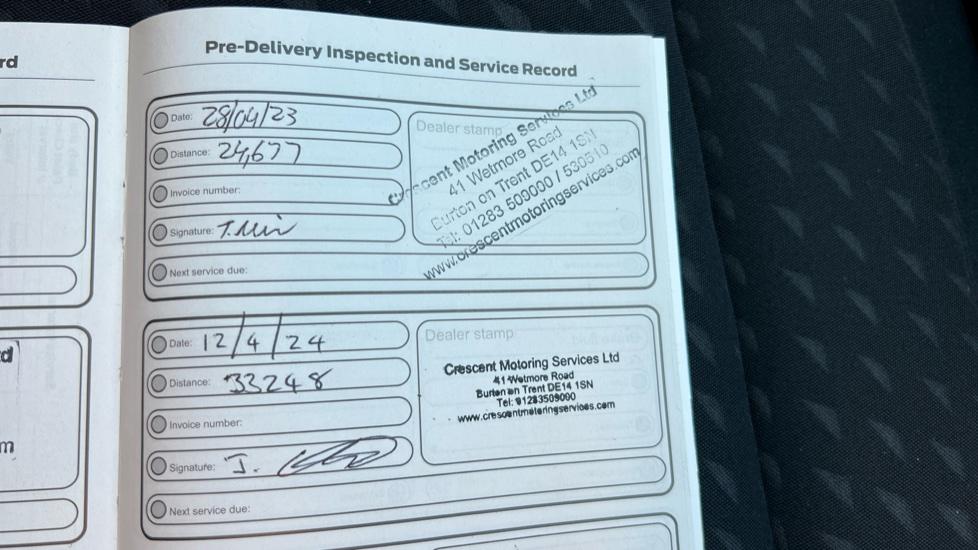 rd
Pre-Delivery Inspection and Service Record
Date: 28/04/23
Distance: 24,677
Invoice number:
Signature:
Next service due:
Dealer stamp
Crescent Motoring Services Ltd
41 Wetmore Road
Burton on Trent DE14 1SN
Tel: 01283 509000 / 530510
www.crescentmotoringservices.com
Date: 12/4/24
Distance: 33248
Invoice number:
Signature: J.
Next service due:
Dealer stamp
Crescent Motoring Services Ltd
41 Wetmore Road
Burton on Trent DE14 1SN
Tel: 01283509000
www.crescentmotoringservices.com
d
m